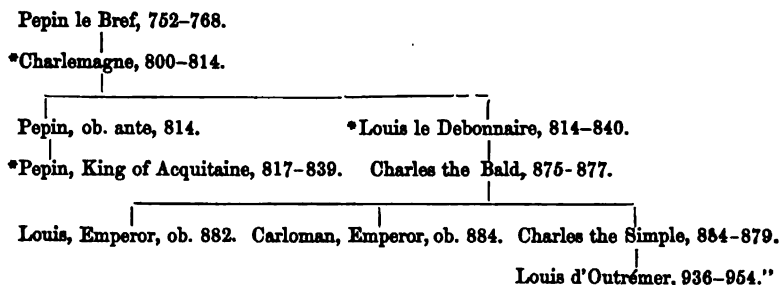 Pepin le Bref, 752–768.
*Charlemagne, 800–814.
Pepin, ob. ante, 814. *Louis le Debonnaire, 814–840.
*Pepin, King of Acquitaine, 817–839. Charles the Bald, 875-877.
Louis, Emperor, ob. 882. Carloman, Emperor, ob. 884. Charles the Simple, 884–879.
Louis d'Outrémer, 936–954."